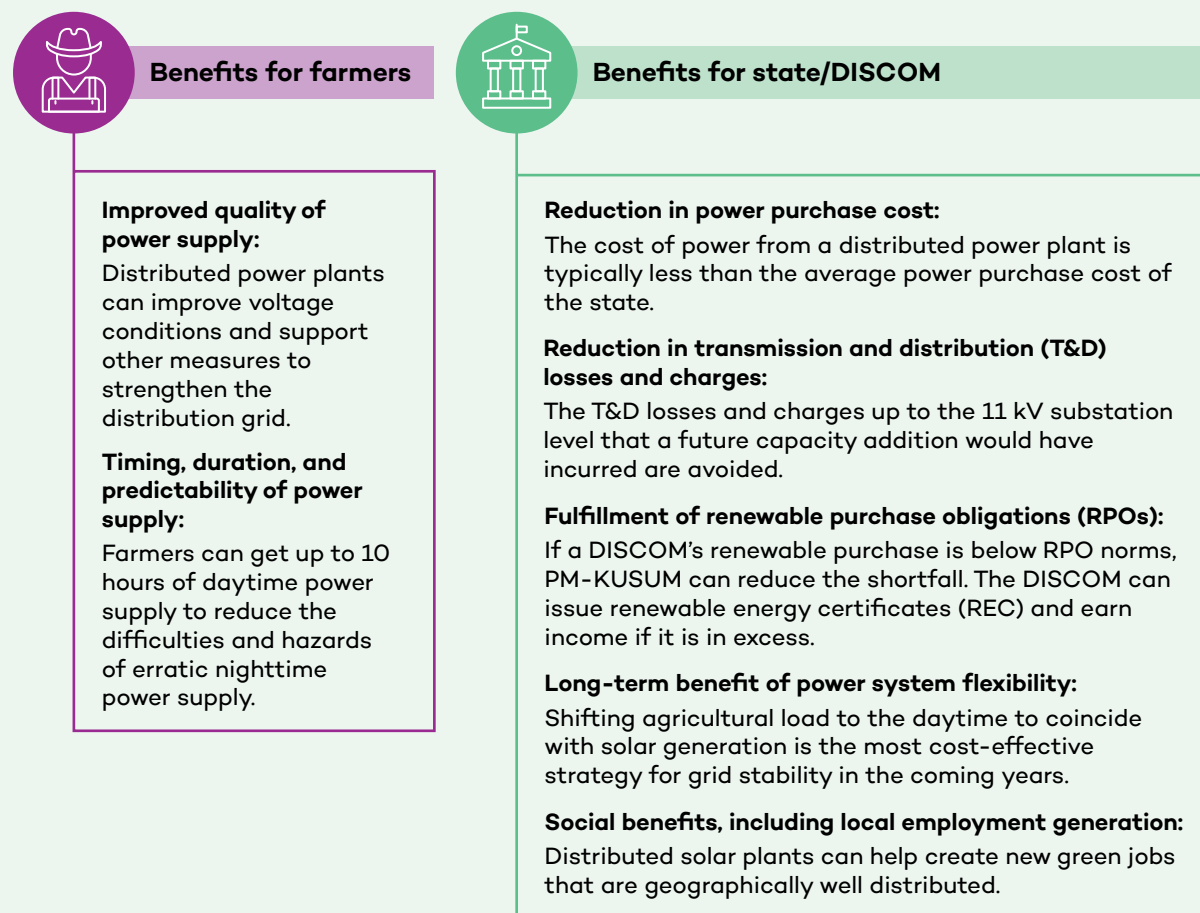 Benefits for farmers
Improved quality of
power supply:
Distributed power plants
can improve voltage
conditions and support
other measures to
strengthen the
distribution grid.
Timing, duration, and
predictability of power
supply:
Farmers can get up to 10
hours of daytime power
supply to reduce the
difficulties and hazards
of erratic nighttime
power supply.
Benefits for state/DISCOM
Reduction in power purchase cost:
The cost of power from a distributed power plant is
typically less than the average power purchase cost of
the state.
Reduction in transmission and distribution (T&D)
losses and charges:
The T&D losses and charges up to the 11 kV substation
level that a future capacity addition would have
incurred are avoided.
Fulfillment of renewable purchase obligations (RPOs):
If a DISCOM’s renewable purchase is below RPO norms,
PM-KUSUM can reduce the shortfall. The DISCOM can
issue renewable energy certificates (REC) and earn
income if it is in excess.
Long-term benefit of power system flexibility:
Shifting agricultural load to the daytime to coincide
with solar generation is the most cost-effective
strategy for grid stability in the coming years.
Social benefits, including local employment generation:
Distributed solar plants can help create new green jobs
that are geographically well distributed.